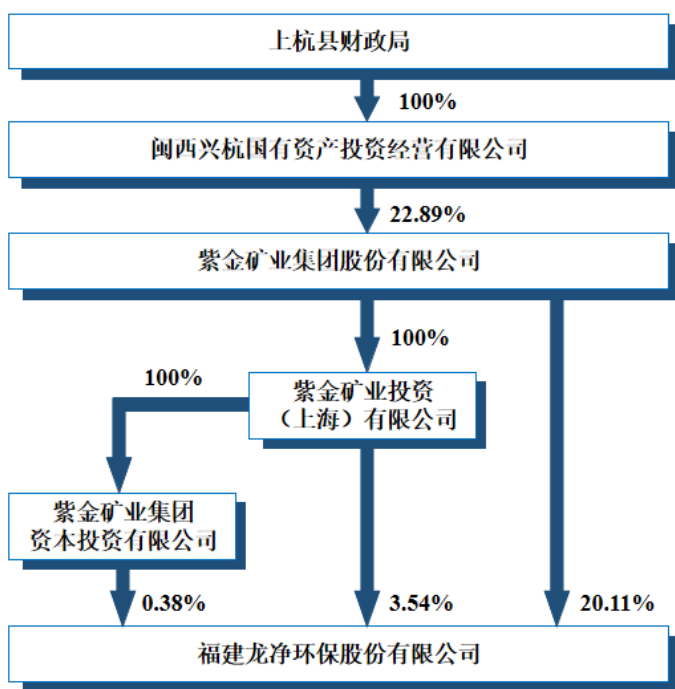 上杭县财政局
100%
闽西兴杭国有资产投资经营有限公司
22.89%
紫金矿业集团股份有限公司
100%
100%
紫金矿业投资
（上海）有限公司
紫金矿业集团
资本投资有限公司
0.38%
3.54%
20.11%
福建龙净环保股份有限公司